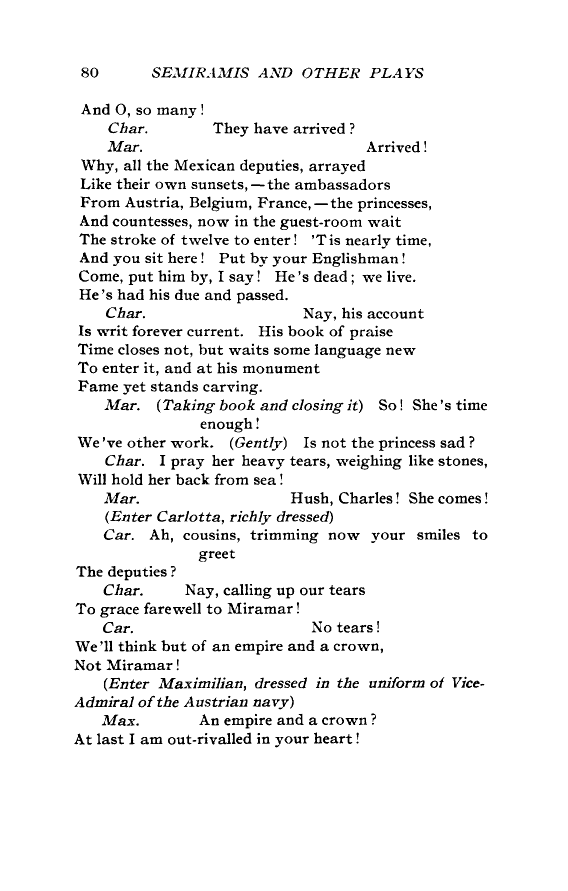 80 SEMIRAMIS AND OTHER PLAYS
And O, so many!
Char. They have arrived?
Mar. Arrived!
Why, all the Mexican deputies, arrayed
Like their own sunsets,—the ambassadors
From Austria, Belgium, France,—the princesses,
And countesses, now in the guest-room wait
The stroke of twelve to enter! 'Tis nearly time,
And you sit here! Put by your Englishman!
Come, put him by, I say! He's dead; we live.
He's had his due and passed.
Char. Nay, his account
Is writ forever current. His book of praise
Time closes not, but waits some language new
To enter it, and at his monument
Fame yet stands carving.
Mar. (Taking book and closing it) So! She's time
enough!
We've other work. (Gently) Is not the princess sad?
Char. I pray her heavy tears, weighing like stones,
Will hold her back from sea!
Mar. Hush, Charles! She comes!
(Enter Carlotta, richly dressed)
Car. Ah, cousins, trimming now your smiles to
greet
The deputies?
Char. Nay, calling up our tears
To grace farewell to Miramar!
Car. No tears!
We'll think but of an empire and a crown,
Not Miramar!
(Enter Maximilian, dressed in the uniform of Vice-
Admiral of the Austrian navy)
Max. An empire and a crown?
At last I am out-rivalled in your heart!